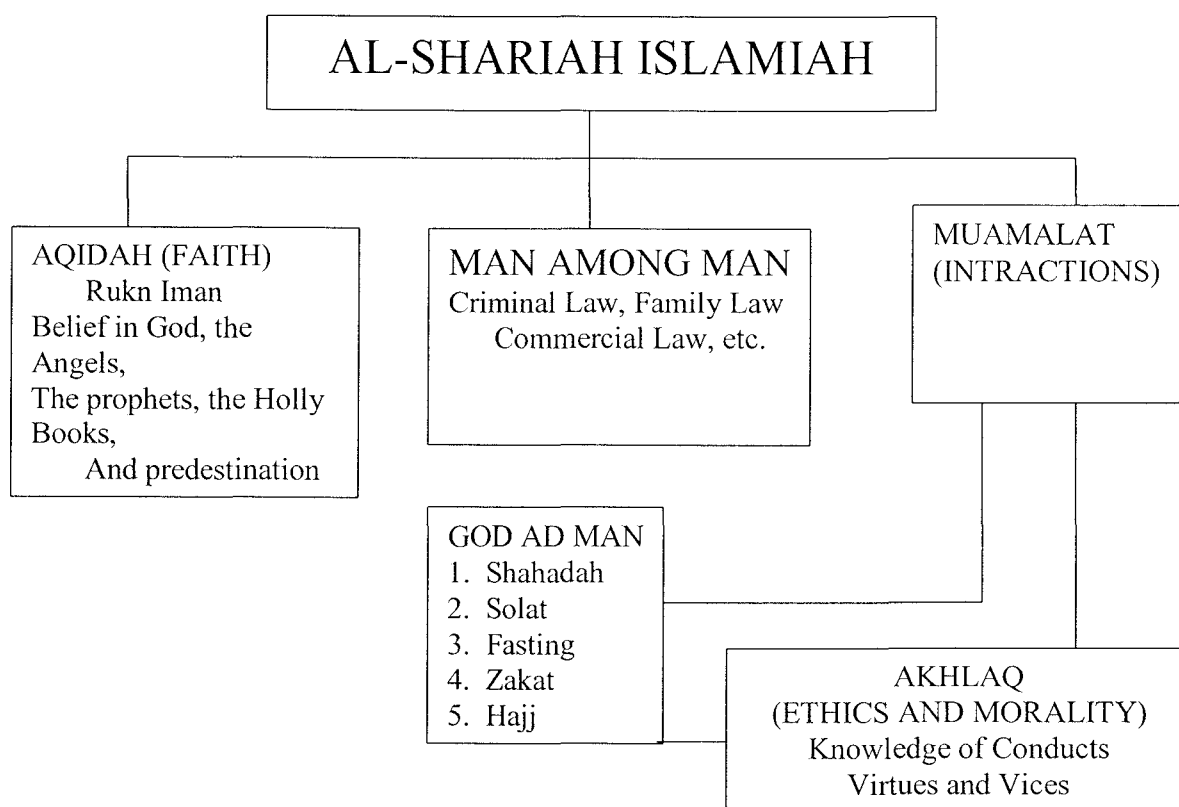 AL-SHARIAH ISLAMIAH
AQIDAH (FAITH)
Rukn Iman
Belief in God, the
Angels,
The prophets, the Holly
Books,
And predestination
MAN AMONG MAN
Criminal Law, Family Law
Commercial Law, etc.
MUAMALAT
(INTRACTIONS)
GOD AD MAN
1. Shahadah
2. Solat
3. Fasting
4. Zakat
5. Hajj
AKHLAQ
(ETHICS AND MORALITY)
Knowledge of Conducts
Virtues and Vices